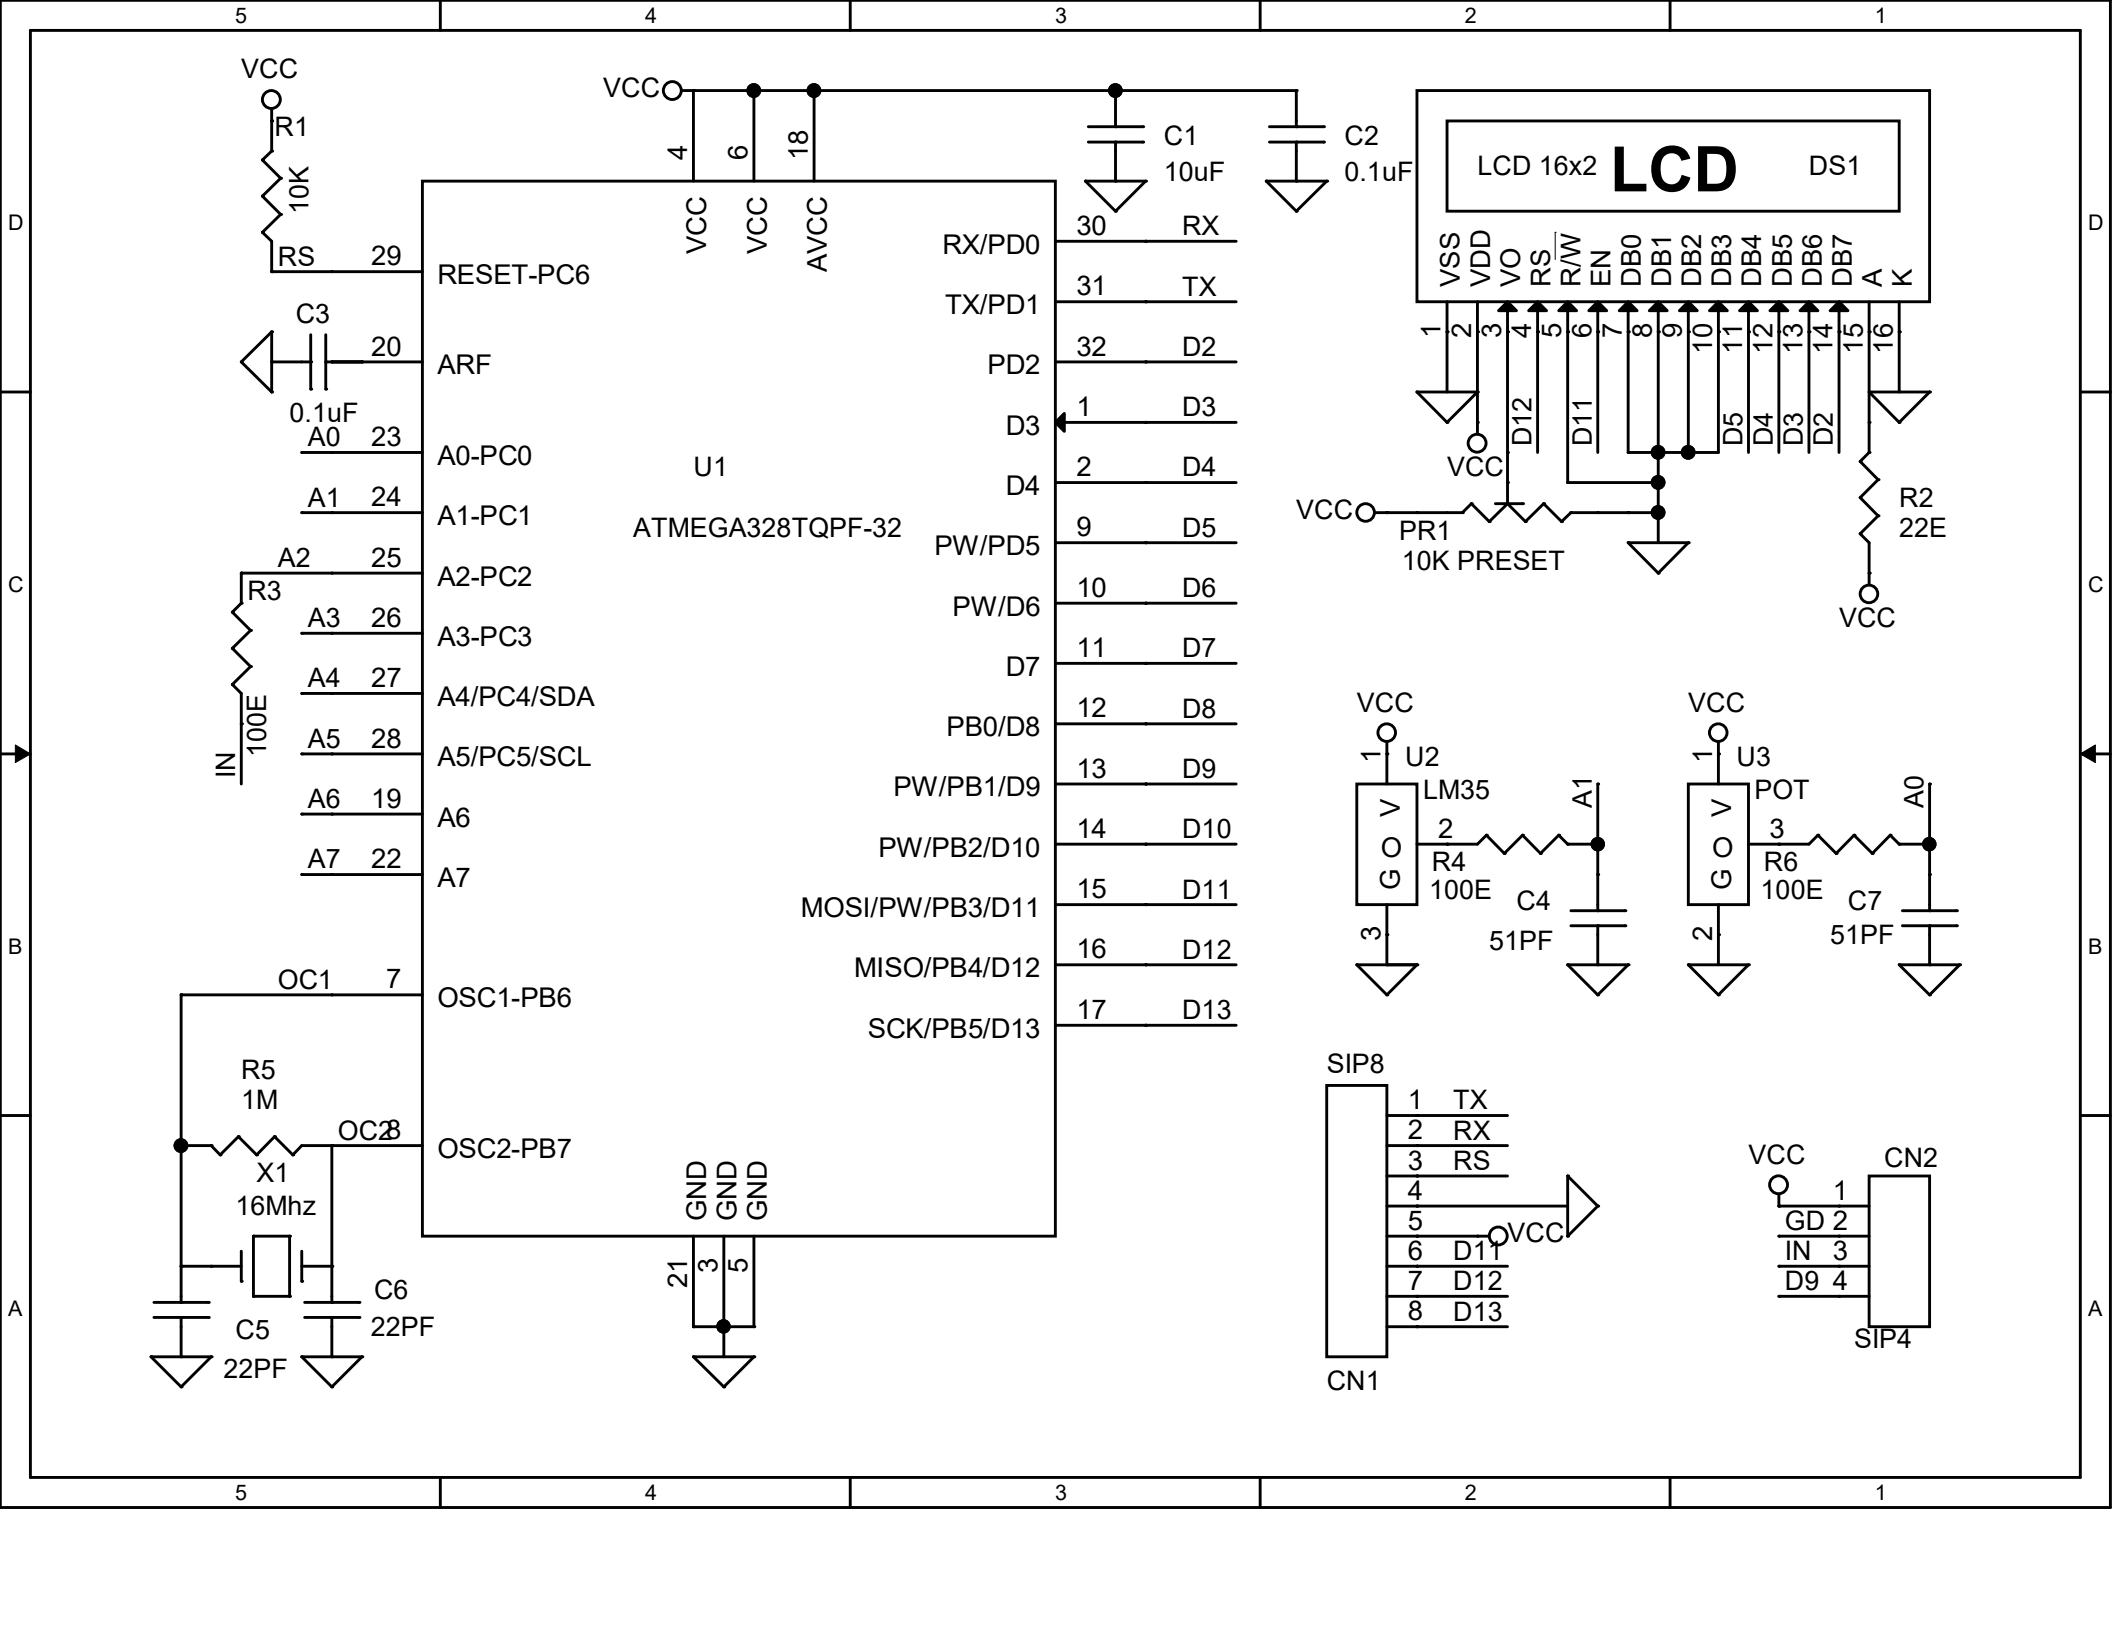 5 4 3 2 1
D
C
B
A
D
C
B
A
VCC
R1
10K
RS 29
RESET-PC6
C3
20
ARF
0.1uF
A0 23
A0-PC0
A1 24
A1-PC1
A2 25
A2-PC2
R3
100E
IN
A3 26
A3-PC3
A4 27
A4/PC4/SDA
A5 28
A5/PC5/SCL
A6 19
A6
A7 22
A7
OC1 7
OSC1-PB6
R5
1M
OC2 8
OSC2-PB7
X1
16Mhz
C6
22PF
C5
22PF
VCC
4 6 18
VCC VCC AVCC
U1
ATMEGA328TQPF-32
GND GND GND
21 3 5
C1
10uF
C2
0.1uF
RX/PD0 30 RX
TX/PD1 31 TX
PD2 32 D2
D3 1 D3
D4 2 D4
PW/PD5 9 D5
PW/D6 10 D6
D7 11 D7
PB0/D8 12 D8
PW/PB1/D9 13 D9
PW/PB2/D10 14 D10
MOSI/PW/PB3/D11 15 D11
MISO/PB4/D12 16 D12
SCK/PB5/D13 17 D13
LCD 16x2 LCD DS1
VSS VDD VO RS R/W EN DB0 DB1 DB2 DB3 DB4 DB5 DB6 DB7 A K
1 2 3 4 5 6 7 8 9 10 11 12 13 14 15 16
D12 D11 D5 D4 D3 D2
VCC
VCC
PR1
10K PRESET
R2
22E
VCC
VCC
1 U2
LM35
G O V
2
R4
100E
A1
C4
51PF
3
VCC
1 U3
POT
G O V
3
R6
100E
A0
C7
51PF
2
SIP8
1 TX
2 RX
3 RS
4
5 VCC
6 D11
7 D12
8 D13
CN1
VCC
CN2
1
GD 2
IN 3
D9 4
SIP4
5 4 3 2 1